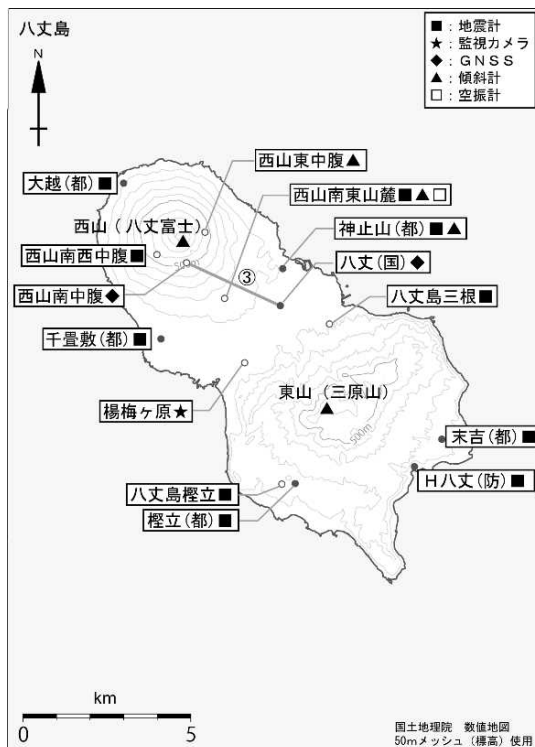 八丈島
N
■：地震計
★：監視カメラ
◆：ＧＮＳＳ
▲：傾斜計
□：空振計
西山東中腹▲
大越(都)■
西山南東山麓■▲□
西山（八丈富士）
神止山(都)■▲
西山南西中腹■
八丈(国)◆
500m
③
西山南中腹◆
八丈島三根■
千畳敷(都)■
東山（三原山）
楊梅ヶ原★
500m
末吉(都)■
八丈島樫立■
Ｈ八丈(防)■
樫立(都)■
km
0 5
国土地理院 数値地図
50mメッシュ（標高）使用